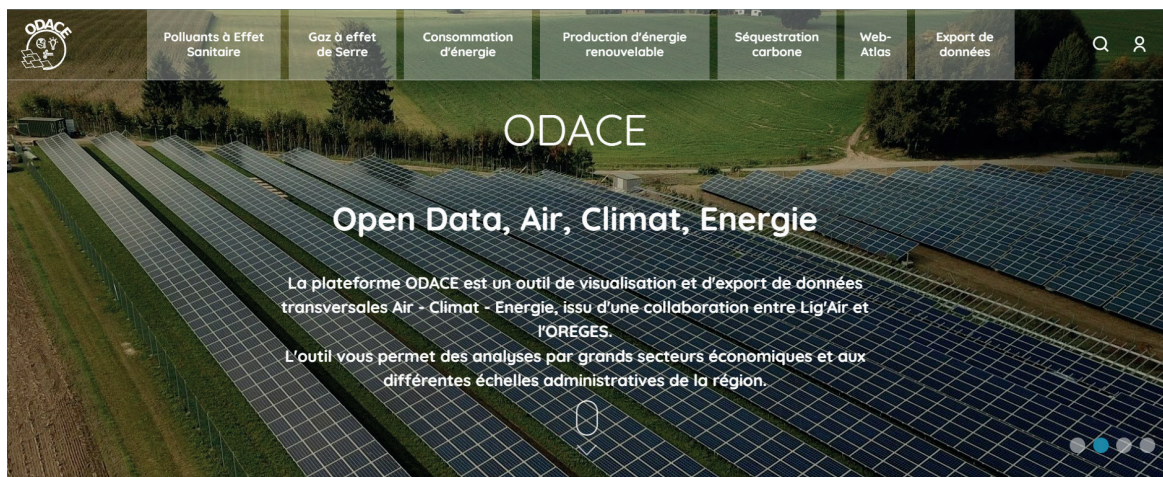 ODACE
Polluants à Effet
Sanitaire
Gaz à effet
de Serre
Consommation
d'énergie
Production d'énergie
renouvelable
Séquestration
carbone
Web-
Atlas
Export de
données
ODACE
Open Data, Air, Climat, Energie
La plateforme ODACE est un outil de visualisation et d'export de données
transversales Air - Climat - Energie, issu d'une collaboration entre Lig'Air et
l'OREGES.
L'outil vous permet des analyses par grands secteurs économiques et aux
différentes échelles administratives de la région.